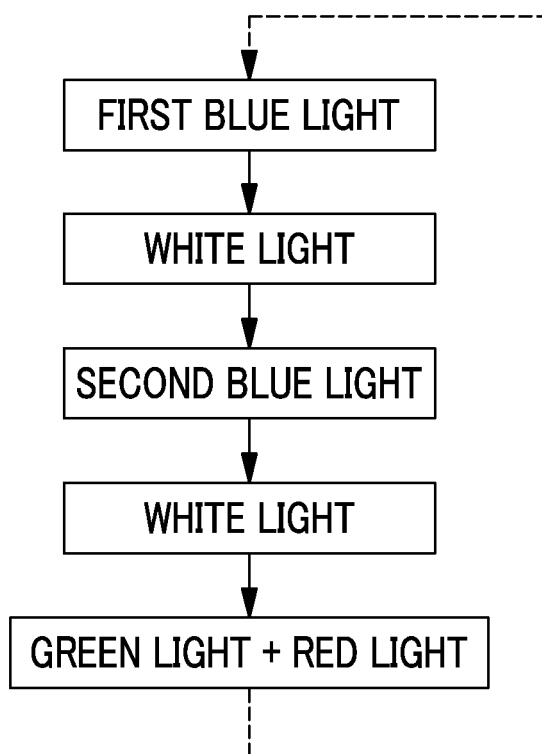 FIRST BLUE LIGHT
WHITE LIGHT
SECOND BLUE LIGHT
WHITE LIGHT
GREEN LIGHT + RED LIGHT